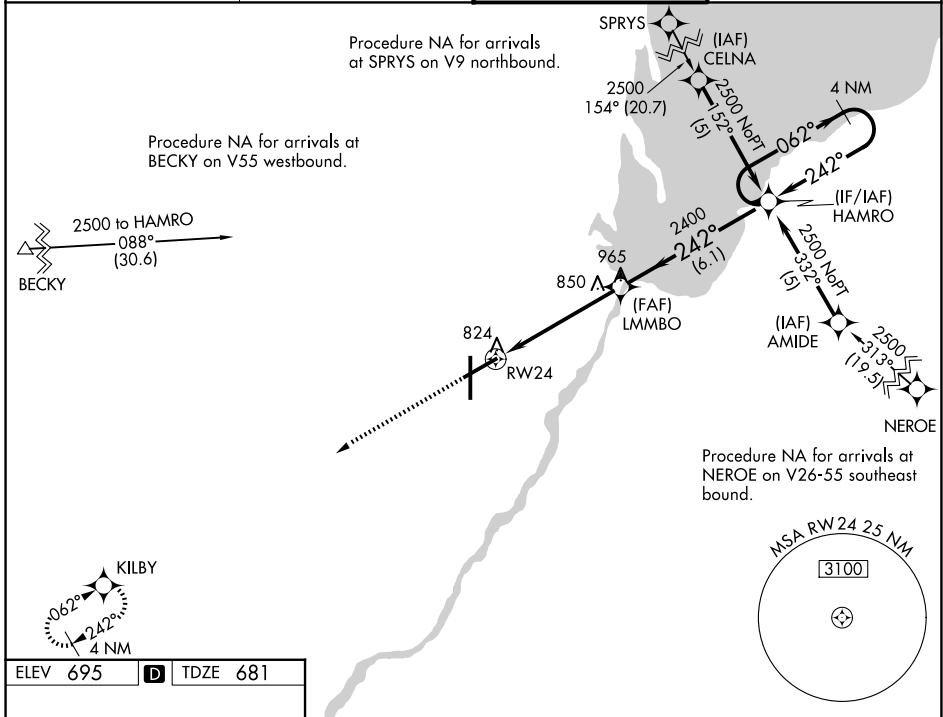 SPRYS
(IAF)
CELNA
Procedure NA for arrivals
at SPRYS on V9 northbound.
2500
154° (20.7)
2500 NoPT
152°
(5)
4 NM
062°
242°
Procedure NA for arrivals at
BECKY on V55 westbound.
(IF/IAF)
HAMRO
2500 to HAMRO
088°
(30.6)
BECKY
2400
242°
(6.1)
965
850
(FAF)
LMMBO
2500 NoPT
332°
(5)
(IAF)
AMIDE
2500
313°
(19.5)
NEROE
824
RW24
Procedure NA for arrivals at
NEROE on V26-55 southeast
bound.
MSA RW24 25 NM
3100
KILBY
062°
242°
4 NM
ELEV 695 D TDZE 681